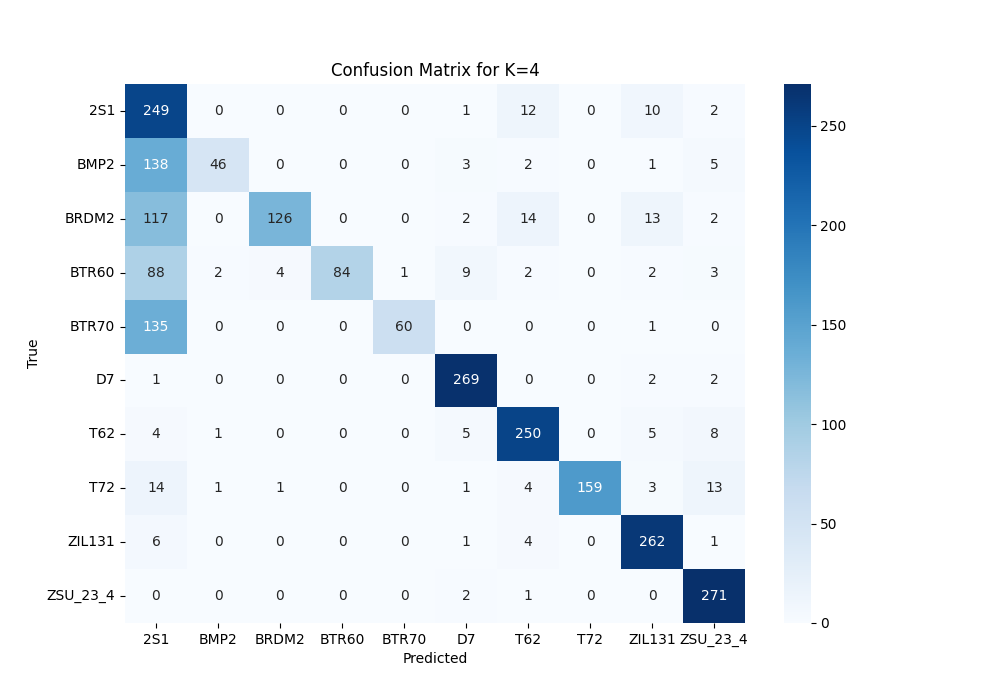 Confusion Matrix for K=4
True
2S1 249 0 0 0 0 1 12 0 10 2
BMP2 138 46 0 0 0 3 2 0 1 5
BRDM2 117 0 126 0 0 2 14 0 13 2
BTR60 88 2 4 84 1 9 2 0 2 3
BTR70 135 0 0 0 60 0 0 0 1 0
D7 1 0 0 0 0 269 0 0 2 2
T62 4 1 0 0 0 5 250 0 5 8
T72 14 1 1 0 0 1 4 159 3 13
ZIL131 6 0 0 0 0 1 4 0 262 1
ZSU_23_4 0 0 0 0 0 2 1 0 0 271
2S1 BMP2 BRDM2 BTR60 BTR70 D7 T62 T72 ZIL131 ZSU_23_4
Predicted
250
200
150
100
50
0